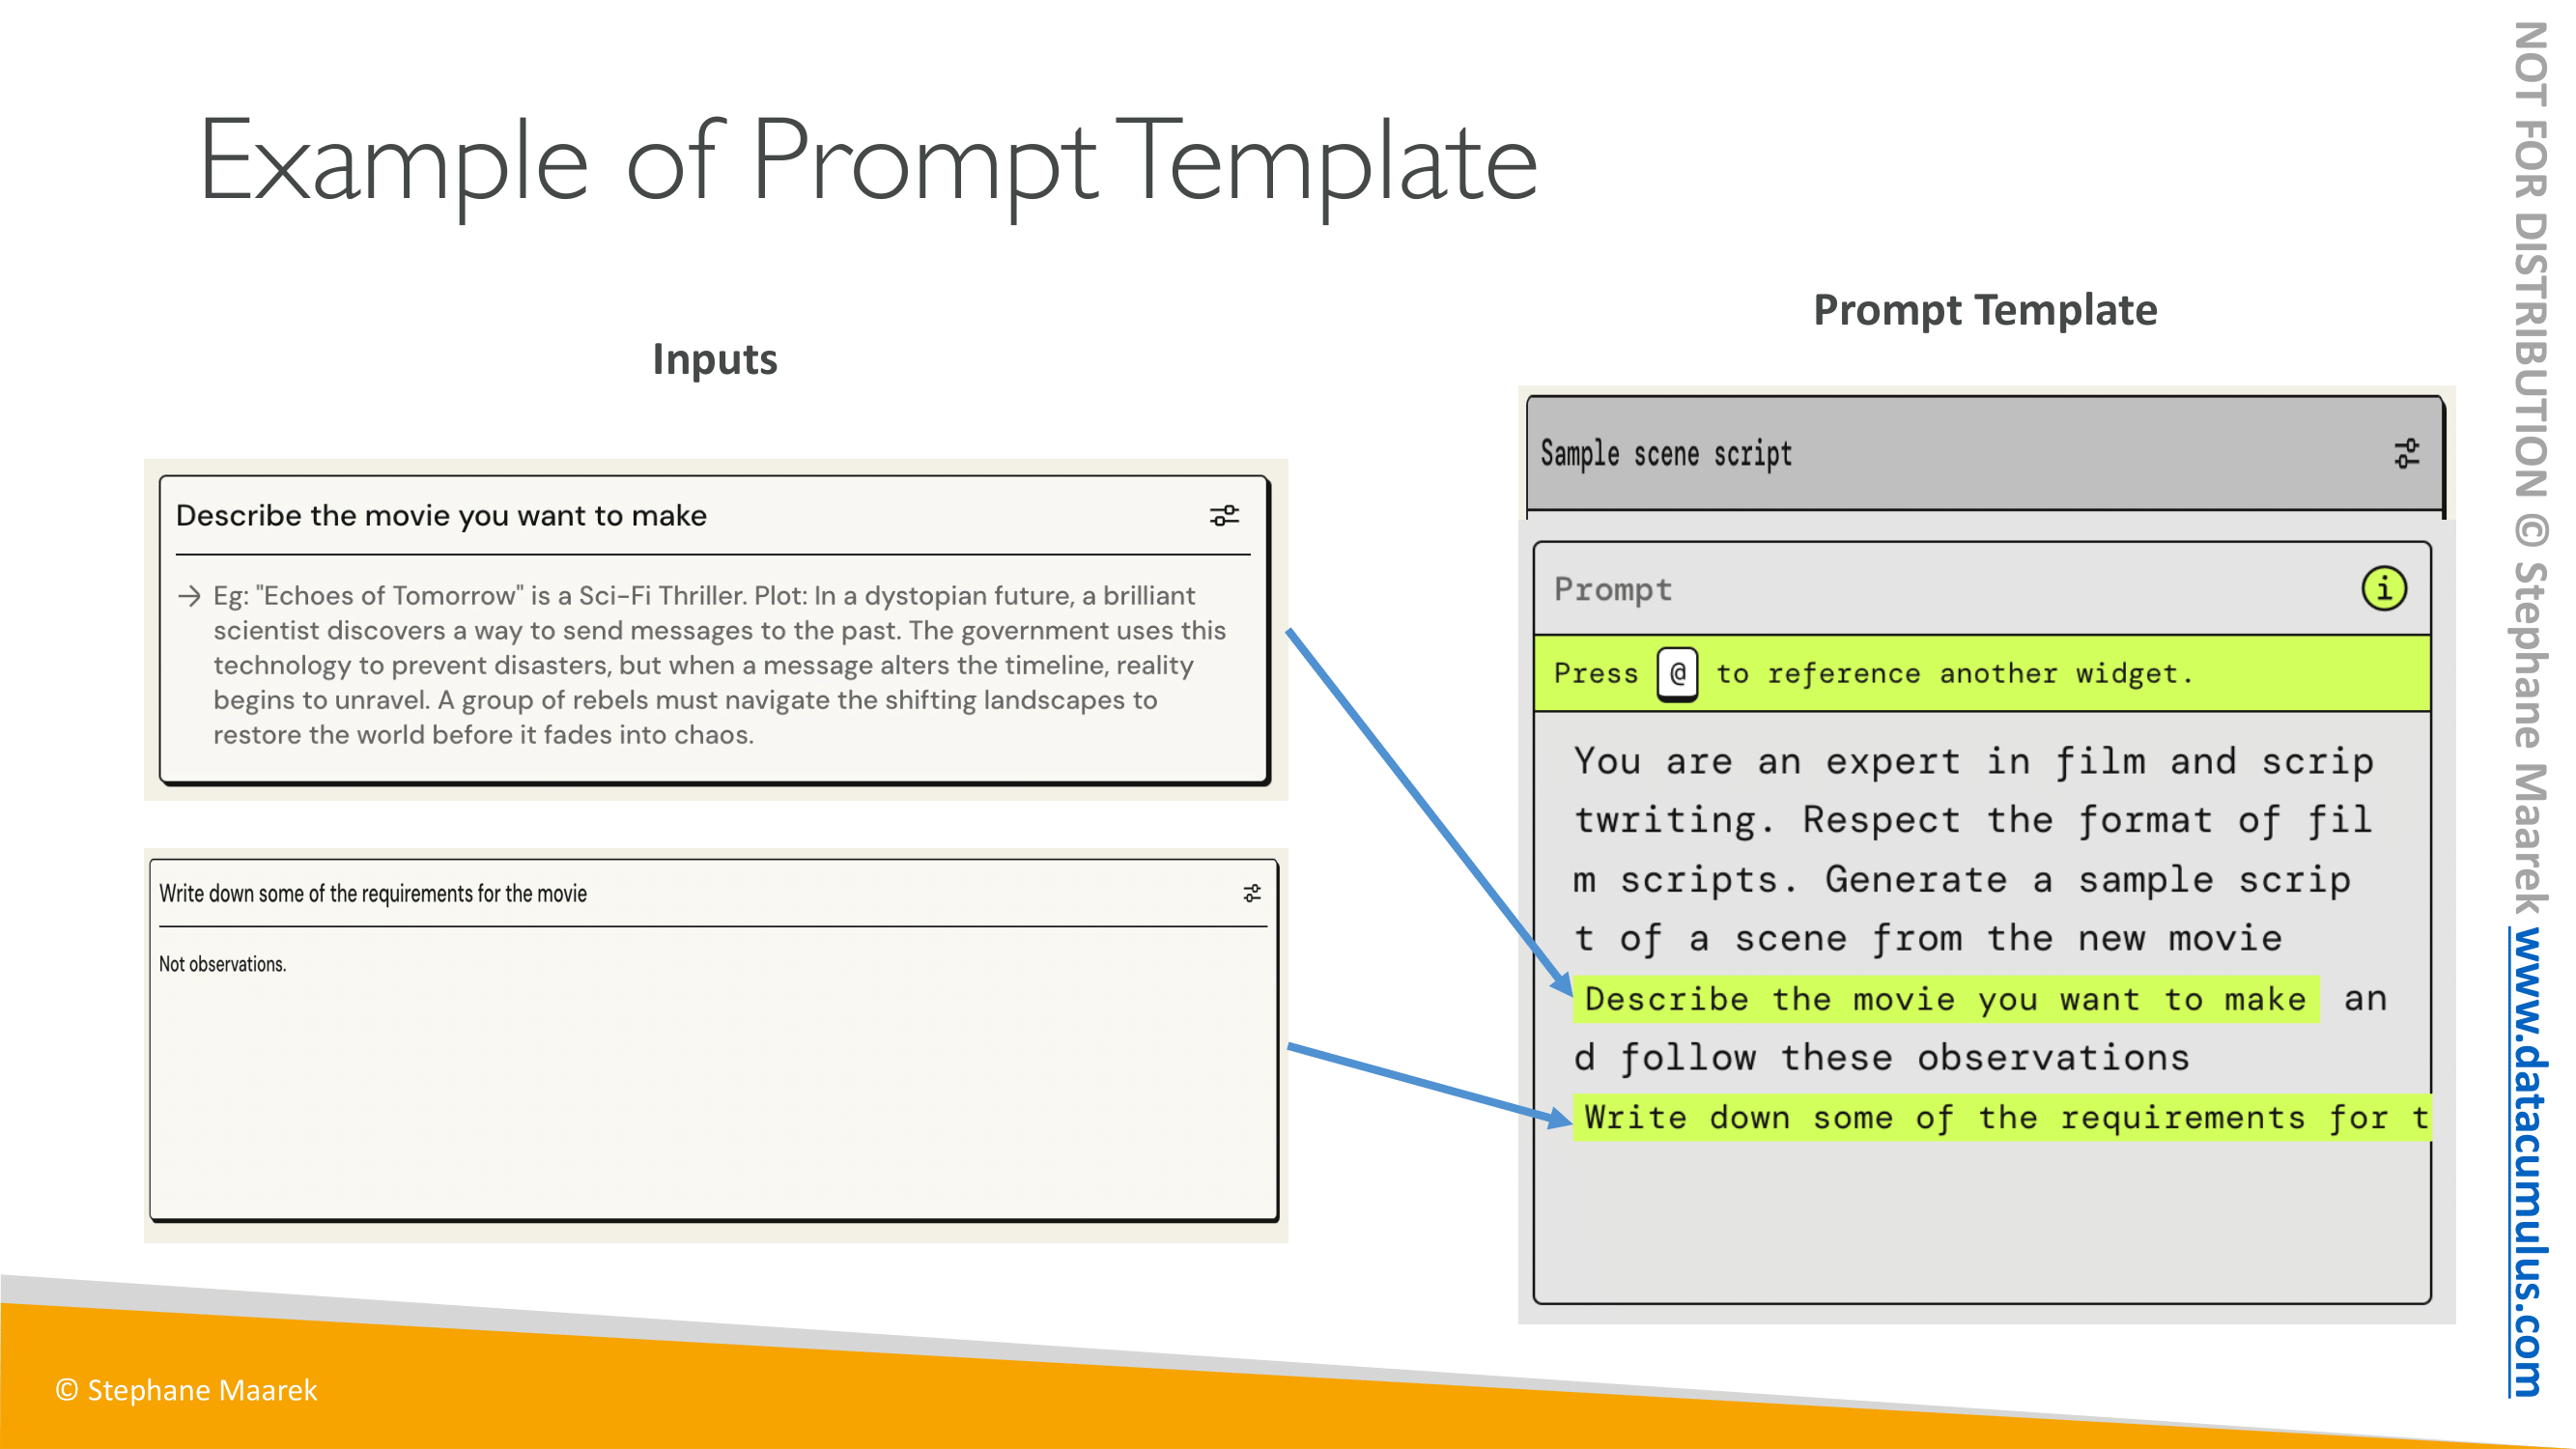 Example of Prompt Template
Inputs
Describe the movie you want to make
→ Eg: "Echoes of Tomorrow" is a Sci-Fi Thriller. Plot: In a dystopian future, a brilliant
scientist discovers a way to send messages to the past. The government uses this
technology to prevent disasters, but when a message alters the timeline, reality
begins to unravel. A group of rebels must navigate the shifting landscapes to
restore the world before it fades into chaos.
Write down some of the requirements for the movie
Not observations.
Prompt Template
Sample scene script
Prompt
i
Press @ to reference another widget.
You are an expert in film and scrip
twriting. Respect the format of fil
m scripts. Generate a sample scrip
t of a scene from the new movie
Describe the movie you want to make an
d follow these observations
Write down some of the requirements for t
© Stephane Maarek
NOT FOR DISTRIBUTION © Stephane Maarek www.datacumulus.com